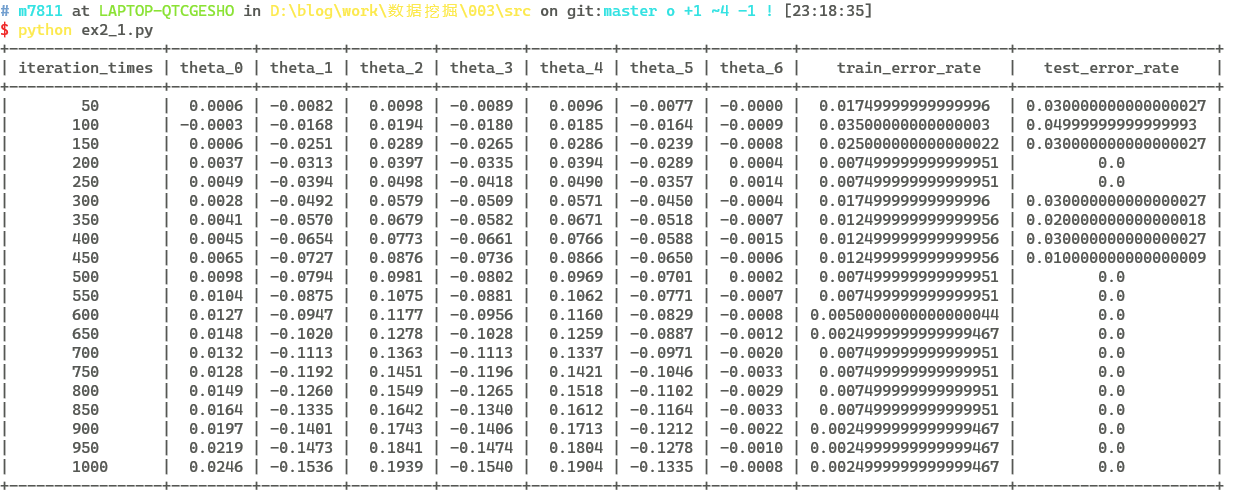 # m7811 at LAPTOP-QTCGESHO in D:\blog\work\数据挖掘\003\src on git:master o +1 ~4 -1 ! [23:18:35]
$ python ex2_1.py
| iteration_times | theta_0 | theta_1 | theta_2 | theta_3 | theta_4 | theta_5 | theta_6 | train_error_rate | test_error_rate |
| 50 | 0.0006 | -0.0082 | 0.0098 | -0.0089 | 0.0096 | -0.0077 | -0.0000 | 0.01749999999999996 | 0.030000000000000027 |
| 100 | -0.0003 | -0.0168 | 0.0194 | -0.0180 | 0.0185 | -0.0164 | -0.0009 | 0.03500000000000003 | 0.04999999999999993 |
| 150 | 0.0006 | -0.0251 | 0.0289 | -0.0265 | 0.0286 | -0.0239 | -0.0008 | 0.025000000000000022 | 0.030000000000000027 |
| 200 | 0.0037 | -0.0313 | 0.0397 | -0.0335 | 0.0394 | -0.0289 | 0.0004 | 0.007499999999999951 | 0.0 |
| 250 | 0.0049 | -0.0394 | 0.0498 | -0.0418 | 0.0490 | -0.0357 | 0.0014 | 0.007499999999999951 | 0.0 |
| 300 | 0.0028 | -0.0492 | 0.0579 | -0.0509 | 0.0571 | -0.0450 | -0.0004 | 0.01749999999999996 | 0.030000000000000027 |
| 350 | 0.0041 | -0.0570 | 0.0679 | -0.0582 | 0.0671 | -0.0518 | -0.0007 | 0.012499999999999956 | 0.020000000000000018 |
| 400 | 0.0045 | -0.0654 | 0.0773 | -0.0661 | 0.0766 | -0.0588 | -0.0015 | 0.012499999999999956 | 0.030000000000000027 |
| 450 | 0.0065 | -0.0727 | 0.0876 | -0.0736 | 0.0866 | -0.0650 | -0.0006 | 0.012499999999999956 | 0.010000000000000009 |
| 500 | 0.0098 | -0.0794 | 0.0981 | -0.0802 | 0.0969 | -0.0701 | 0.0002 | 0.007499999999999951 | 0.0 |
| 550 | 0.0104 | -0.0875 | 0.1075 | -0.0881 | 0.1062 | -0.0771 | -0.0007 | 0.007499999999999951 | 0.0 |
| 600 | 0.0127 | -0.0947 | 0.1177 | -0.0956 | 0.1160 | -0.0829 | -0.0008 | 0.0050000000000000044 | 0.0 |
| 650 | 0.0148 | -0.1020 | 0.1278 | -0.1028 | 0.1259 | -0.0887 | -0.0012 | 0.0024999999999999467 | 0.0 |
| 700 | 0.0132 | -0.1113 | 0.1363 | -0.1113 | 0.1337 | -0.0971 | -0.0020 | 0.007499999999999951 | 0.0 |
| 750 | 0.0128 | -0.1192 | 0.1451 | -0.1196 | 0.1421 | -0.1046 | -0.0033 | 0.007499999999999951 | 0.0 |
| 800 | 0.0149 | -0.1260 | 0.1549 | -0.1265 | 0.1518 | -0.1102 | -0.0029 | 0.007499999999999951 | 0.0 |
| 850 | 0.0164 | -0.1335 | 0.1642 | -0.1340 | 0.1612 | -0.1164 | -0.0033 | 0.007499999999999951 | 0.0 |
| 900 | 0.0197 | -0.1401 | 0.1743 | -0.1406 | 0.1713 | -0.1212 | -0.0022 | 0.0024999999999999467 | 0.0 |
| 950 | 0.0219 | -0.1473 | 0.1841 | -0.1474 | 0.1804 | -0.1278 | -0.0010 | 0.0024999999999999467 | 0.0 |
| 1000 | 0.0246 | -0.1536 | 0.1939 | -0.1540 | 0.1904 | -0.1335 | -0.0008 | 0.0024999999999999467 | 0.0 |